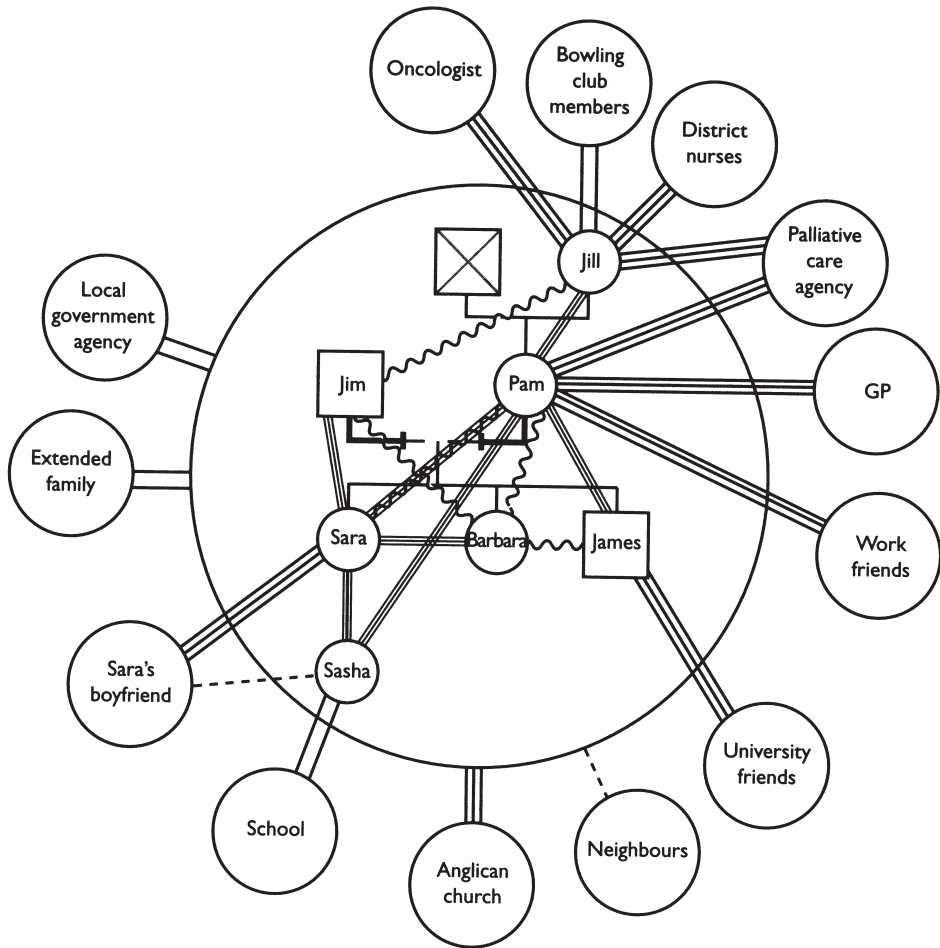 Oncologist
Bowling
club
members
District
nurses
Palliative
care
agency
Jill
Local
government
agency
Jim
Pam
GP
Extended
family
Sara
Barbara
James
Work
friends
Sara's
boyfriend
Sasha
University
friends
School
Anglican
church
Neighbours